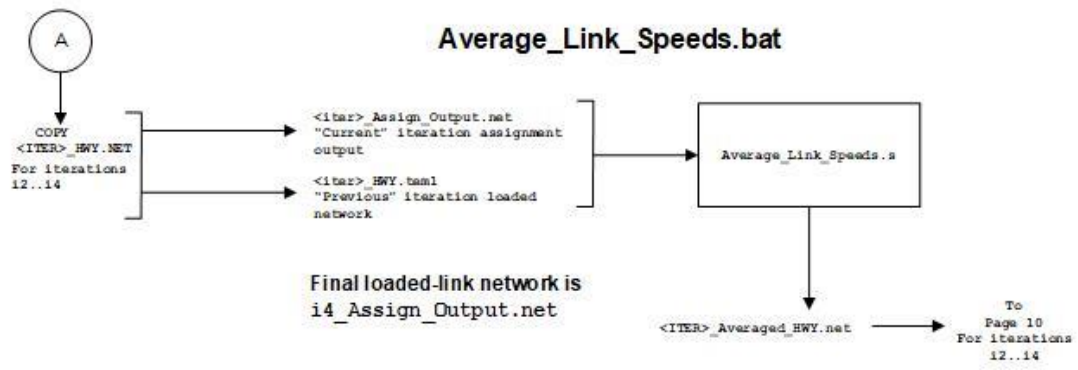 A
Average_Link_Speeds.bat
COPY
<ITER>_HWY.NET
For iterations
i2..i4
<iter>_Assign_Output.net
"Current" iteration assignment
output
<iter>_HWY.tem1
"Previous" iteration loaded
network
Average_Link_Speeds.s
Final loaded-link network is
i4_Assign_Output.net
<ITER>_Averaged_HWY.net
To
Page 10
For iterations
i2..i4